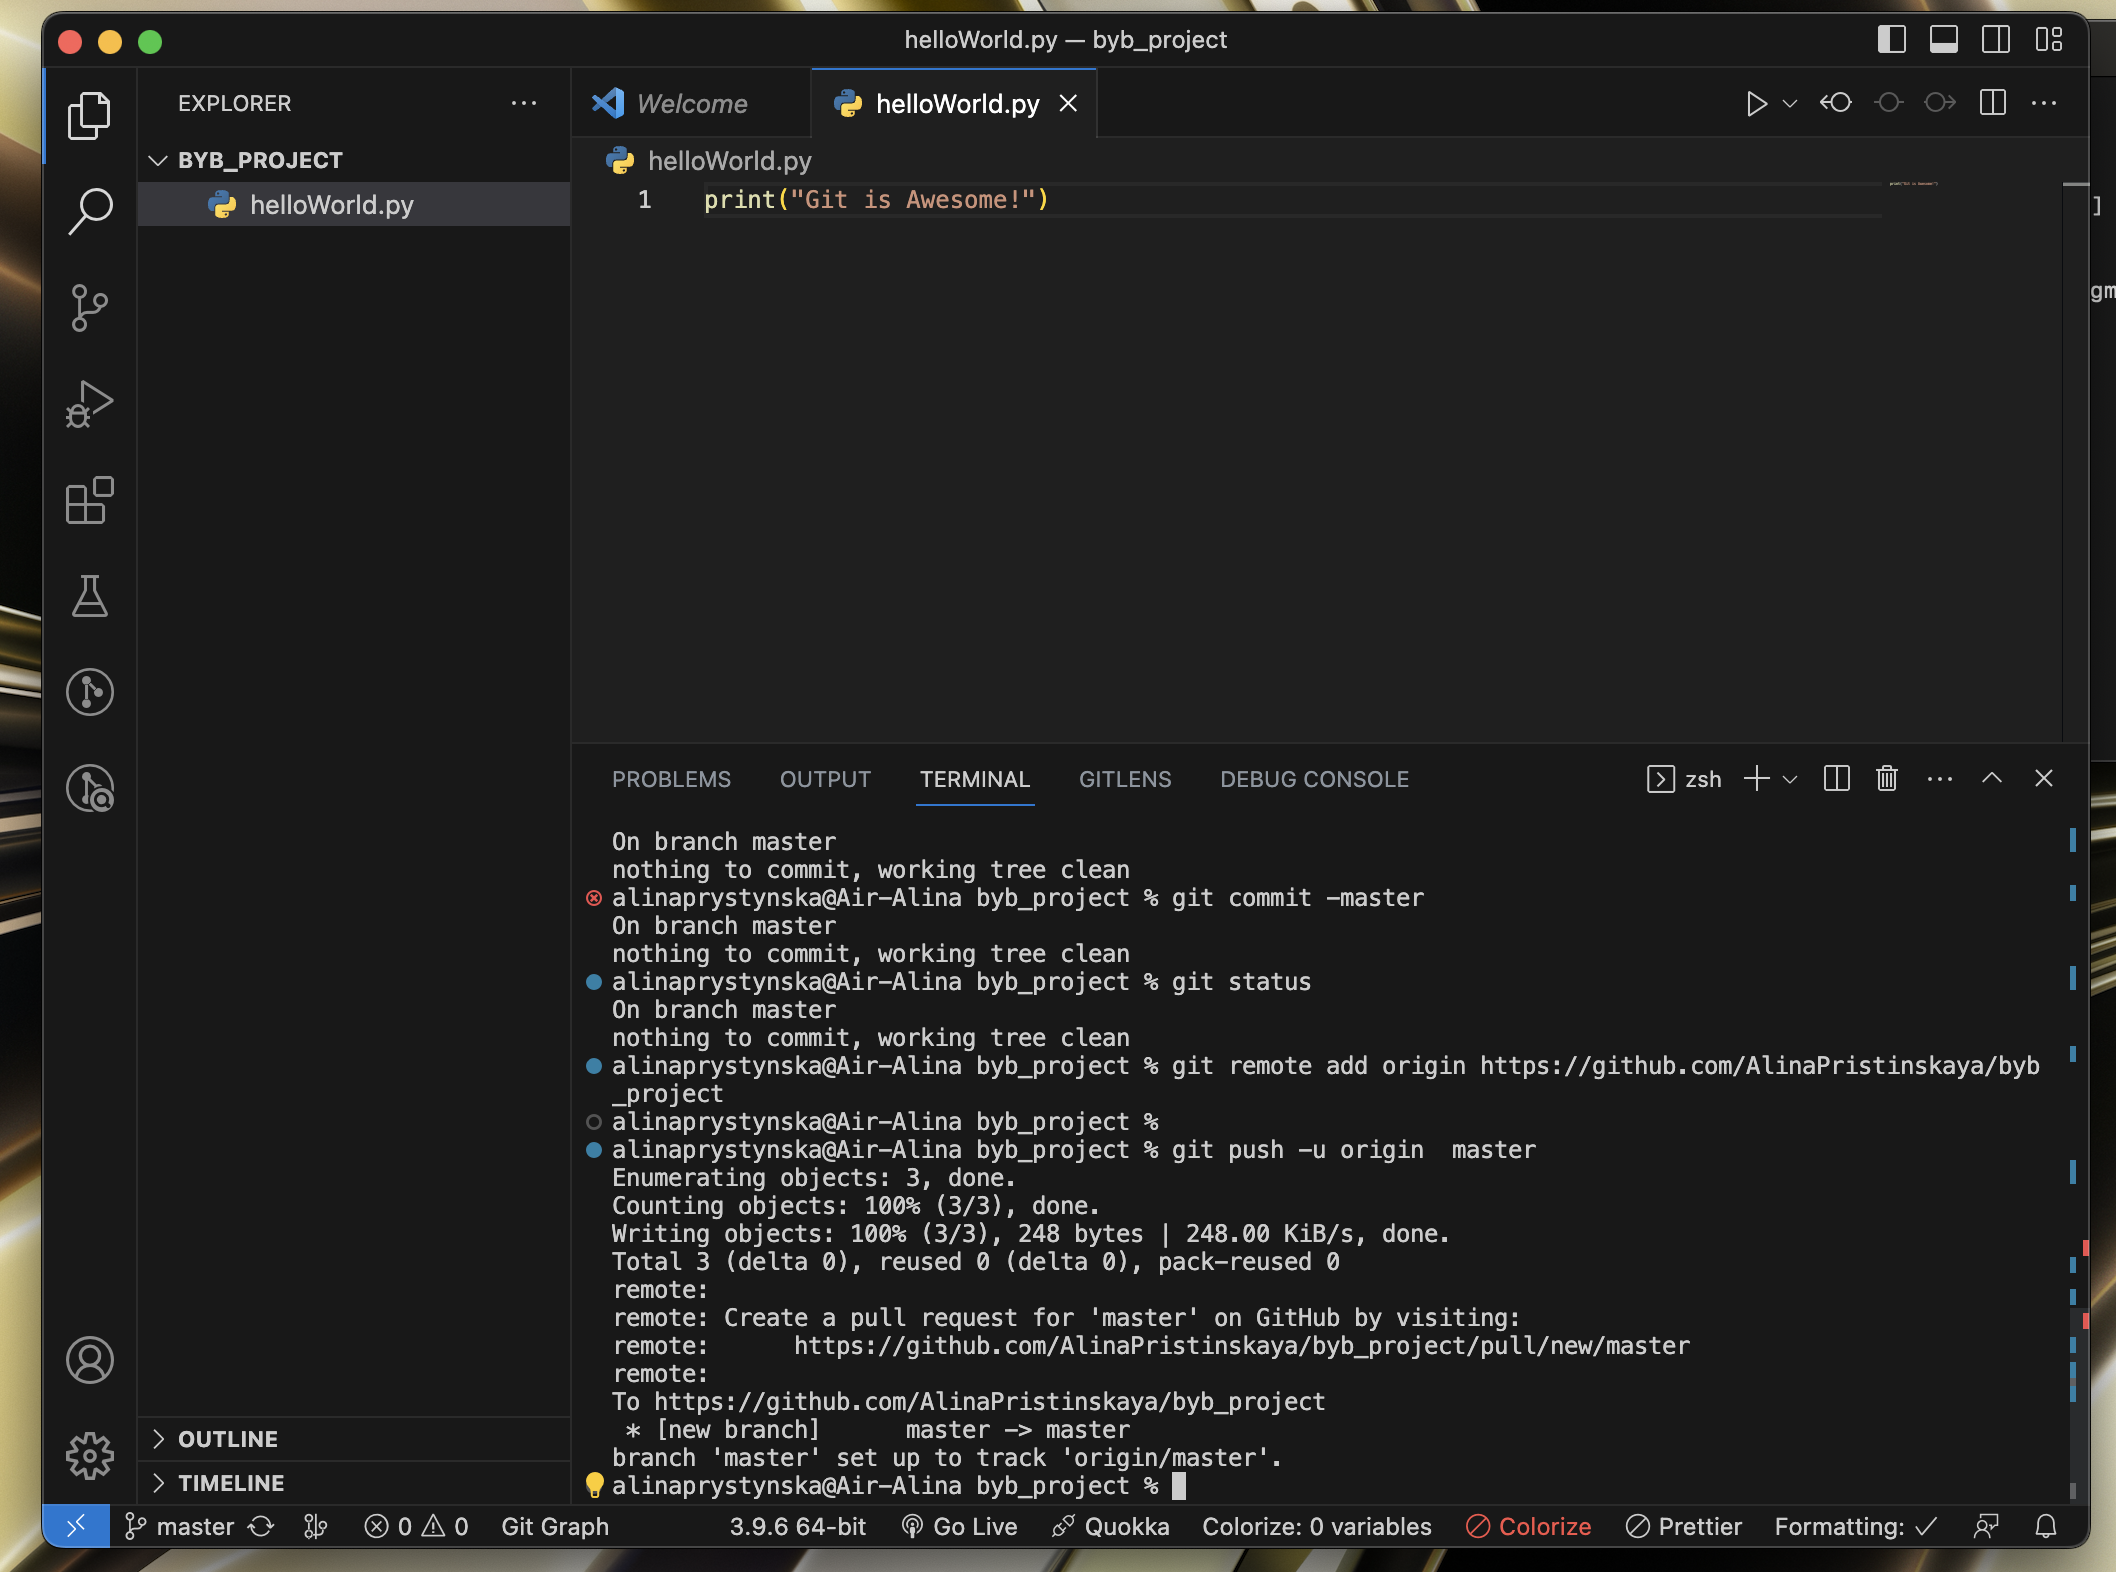 helloWorld.py — byb_project
EXPLORER
Welcome
helloWorld.py
BYB_PROJECT
helloWorld.py
helloWorld.py
1 print("Git is Awesome!")
]
gm
PROBLEMS OUTPUT TERMINAL GITLENS DEBUG CONSOLE
zsh
On branch master
nothing to commit, working tree clean
alinaprystynska@Air-Alina byb_project % git commit -master
On branch master
nothing to commit, working tree clean
alinaprystynska@Air-Alina byb_project % git status
On branch master
nothing to commit, working tree clean
alinaprystynska@Air-Alina byb_project % git remote add origin https://github.com/AlinaPristinskaya/byb
_project
alinaprystynska@Air-Alina byb_project %
alinaprystynska@Air-Alina byb_project % git push -u origin  master
Enumerating objects: 3, done.
Counting objects: 100% (3/3), done.
Writing objects: 100% (3/3), 248 bytes | 248.00 KiB/s, done.
Total 3 (delta 0), reused 0 (delta 0), pack-reused 0
remote:
remote: Create a pull request for 'master' on GitHub by visiting:
remote:      https://github.com/AlinaPristinskaya/byb_project/pull/new/master
remote:
To https://github.com/AlinaPristinskaya/byb_project
 * [new branch]      master -> master
branch 'master' set up to track 'origin/master'.
alinaprystynska@Air-Alina byb_project %
OUTLINE
TIMELINE
master 0 0 Git Graph 3.9.6 64-bit Go Live Quokka Colorize: 0 variables Colorize Prettier Formatting: ✓